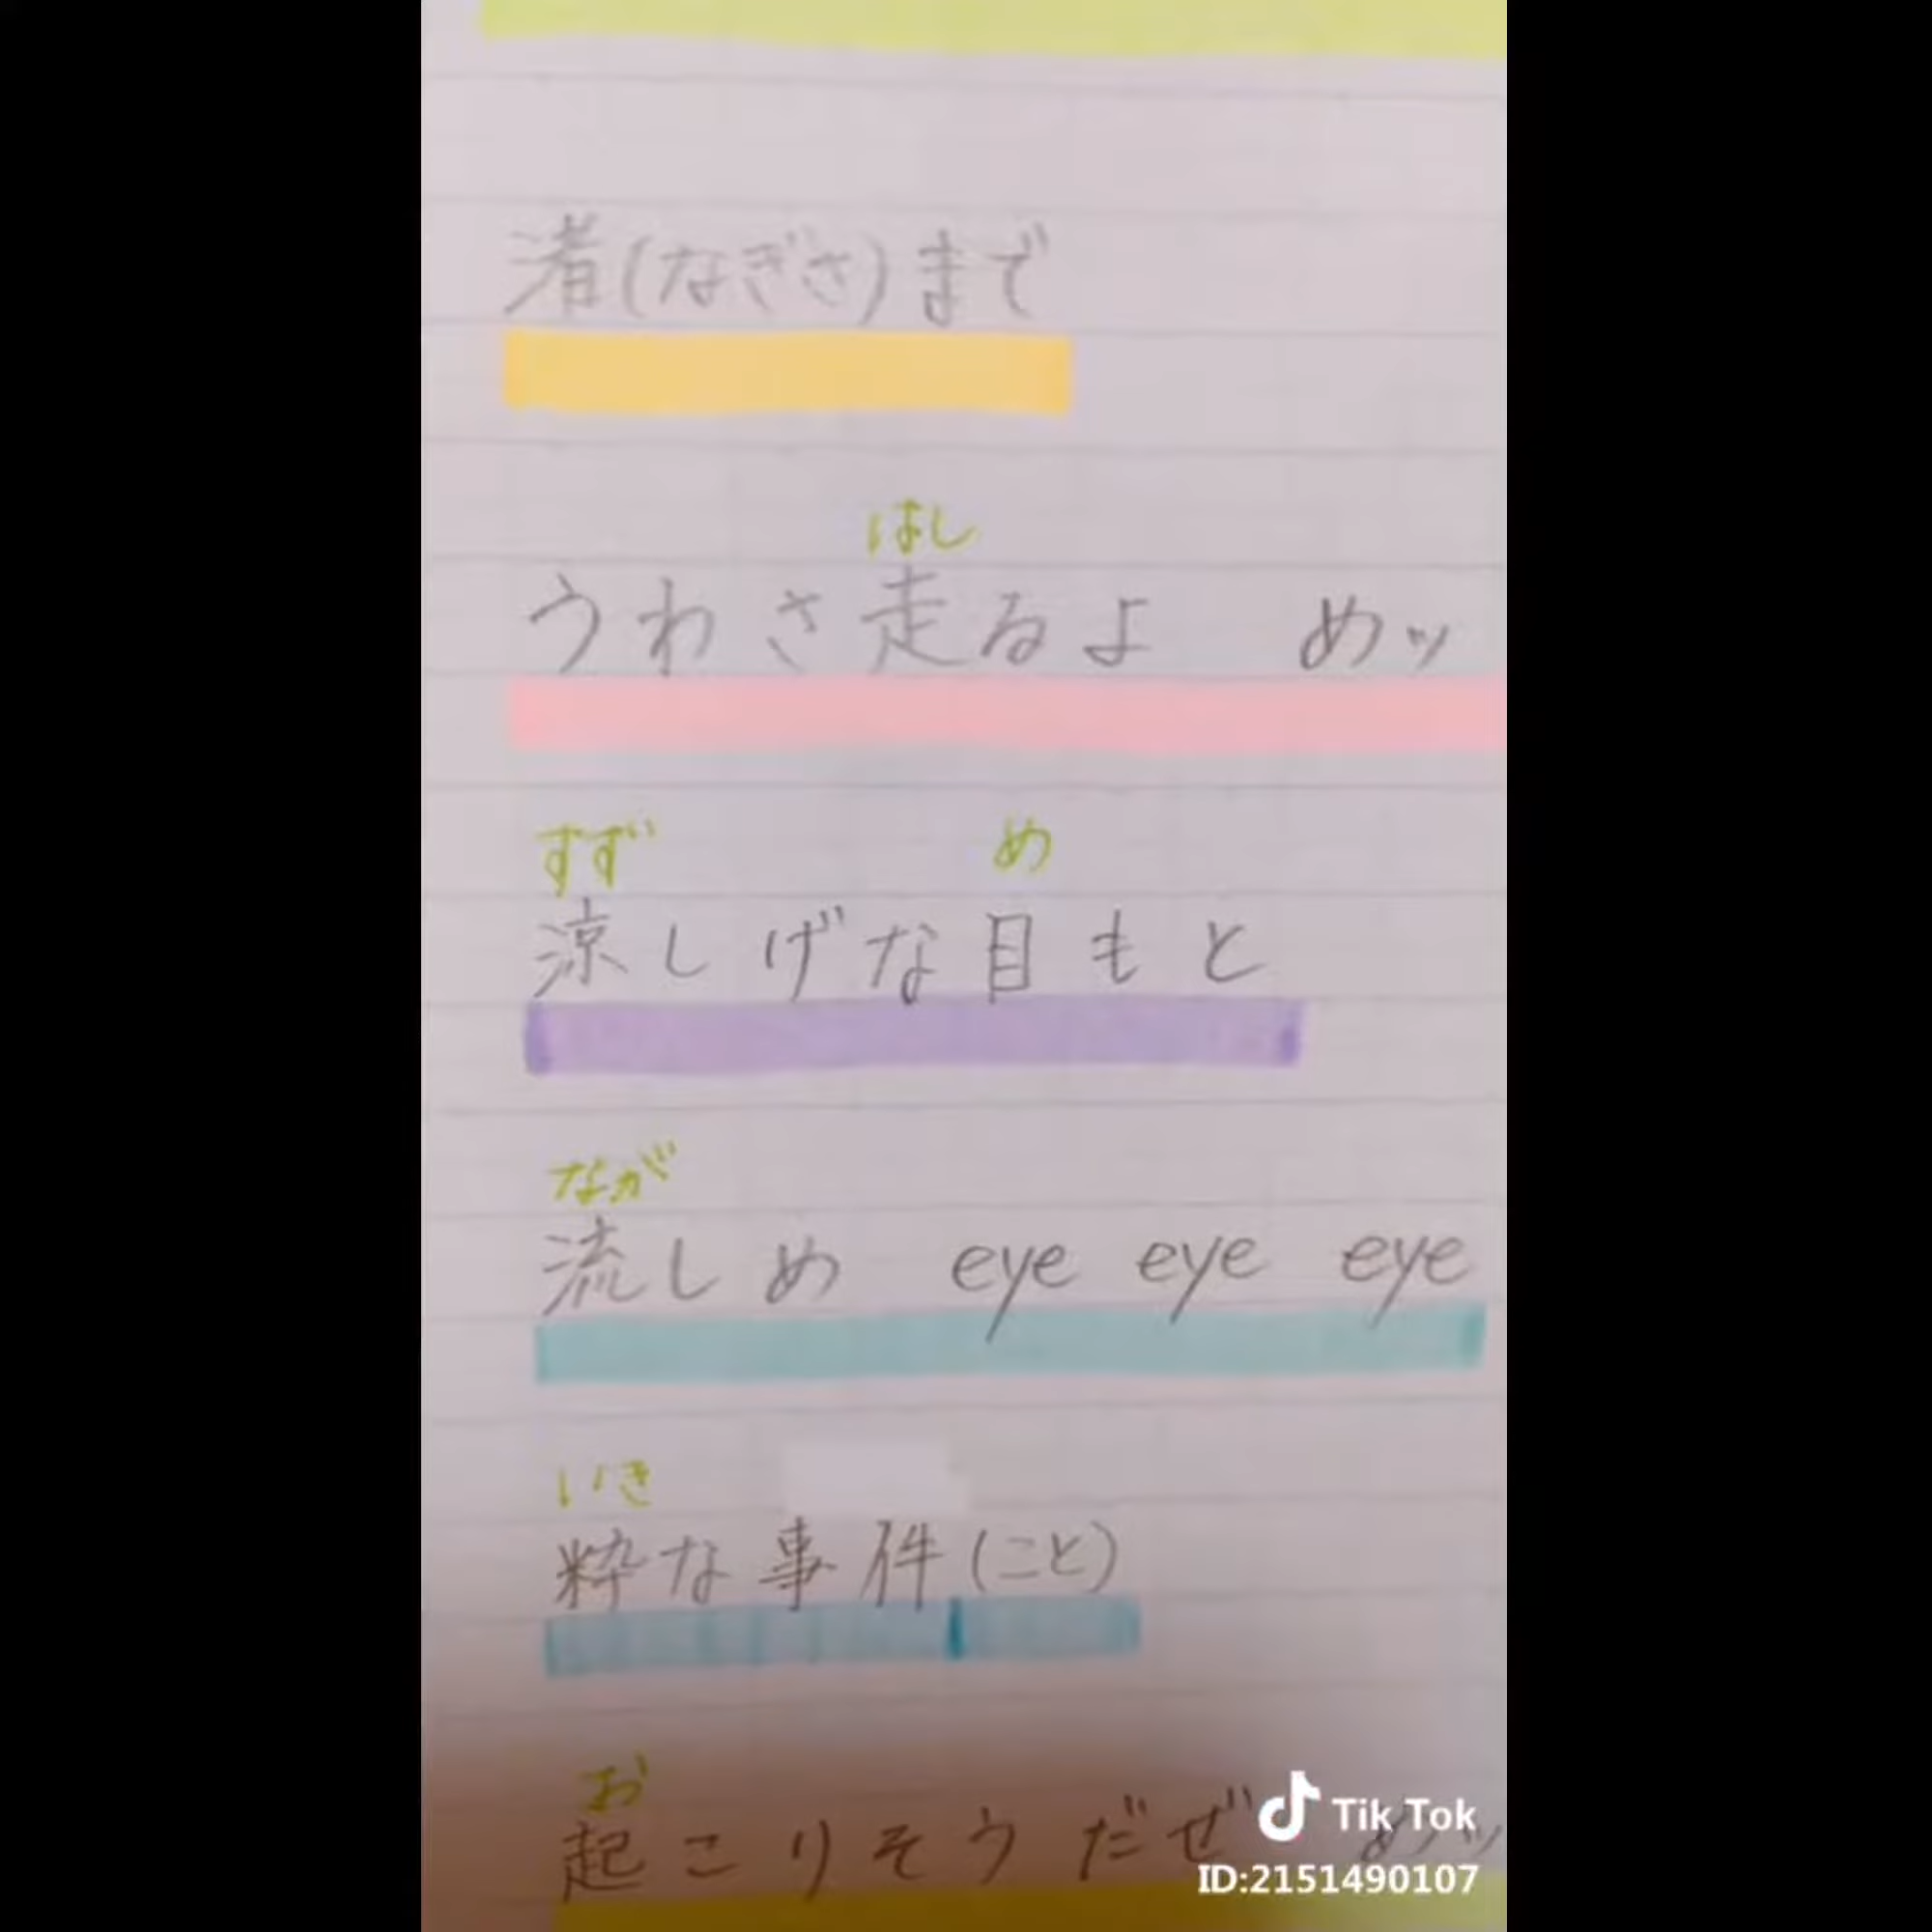 渚(なぎさ)まで
はし
うわさ走るよ めッ
すず め
涼しげな目もと
なが
流しめ eye eye eye
いき
粋な事件(こと)
お
起こりそうだぜ めッ
Tik Tok
ID:2151490107